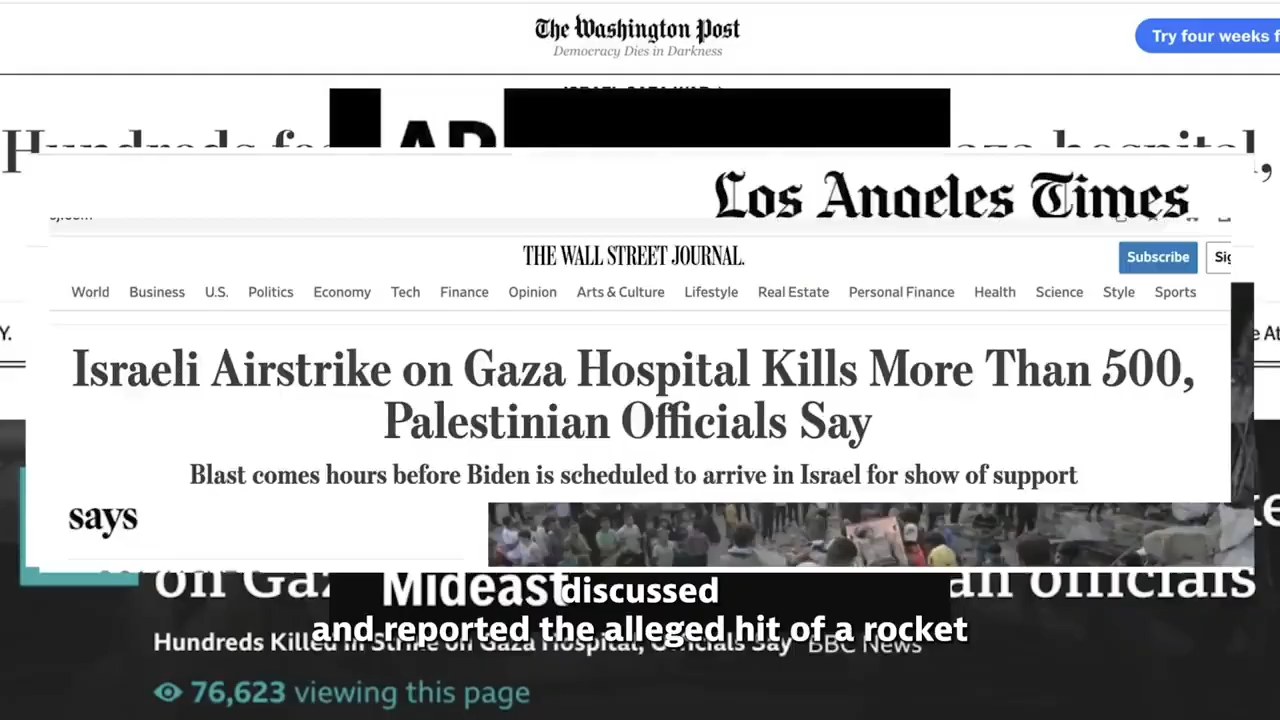 The Washington Post
Democracy Dies in Darkness
Try four weeks f
AP
Los Angeles Times
THE WALL STREET JOURNAL.
Subscribe
World Business U.S. Politics Economy Tech Finance Opinion Arts & Culture Lifestyle Real Estate Personal Finance Health Science Style Sports
Y.
Israeli Airstrike on Gaza Hospital Kills More Than 500,
Palestinian Officials Say
Blast comes hours before Biden is scheduled to arrive in Israel for show of support
says
on Gaz
officials
Mideast
discussed
and reported the alleged hit of a rocket
Hundreds Killed in Strike on Gaza Hospital, Officials Say BBC News
76,623 viewing this page